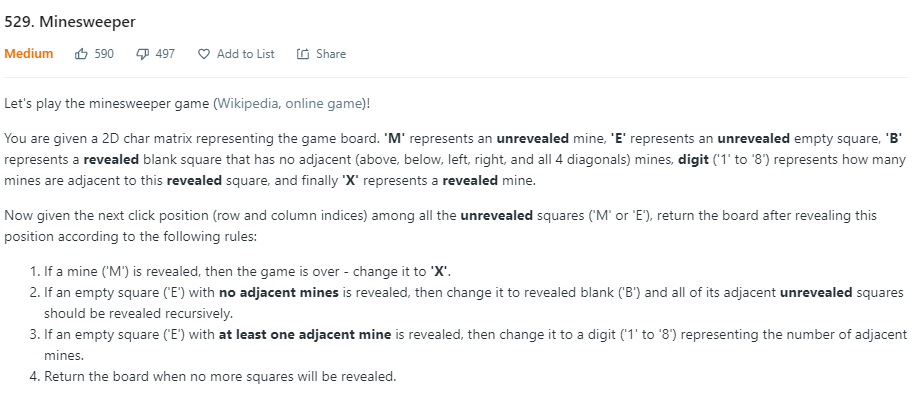 529. Minesweeper
Medium 590 497 Add to List Share
Let's play the minesweeper game (Wikipedia, online game)!
You are given a 2D char matrix representing the game board. 'M' represents an unrevealed mine, 'E' represents an unrevealed empty square, 'B'
represents a revealed blank square that has no adjacent (above, below, left, right, and all 4 diagonals) mines, digit ('1' to '8') represents how many
mines are adjacent to this revealed square, and finally 'X' represents a revealed mine.
Now given the next click position (row and column indices) among all the unrevealed squares ('M' or 'E'), return the board after revealing this
position according to the following rules:
1. If a mine ('M') is revealed, then the game is over - change it to 'X'.
2. If an empty square ('E') with no adjacent mines is revealed, then change it to revealed blank ('B') and all of its adjacent unrevealed squares
should be revealed recursively.
3. If an empty square ('E') with at least one adjacent mine is revealed, then change it to a digit ('1' to '8') representing the number of adjacent
mines.
4. Return the board when no more squares will be revealed.